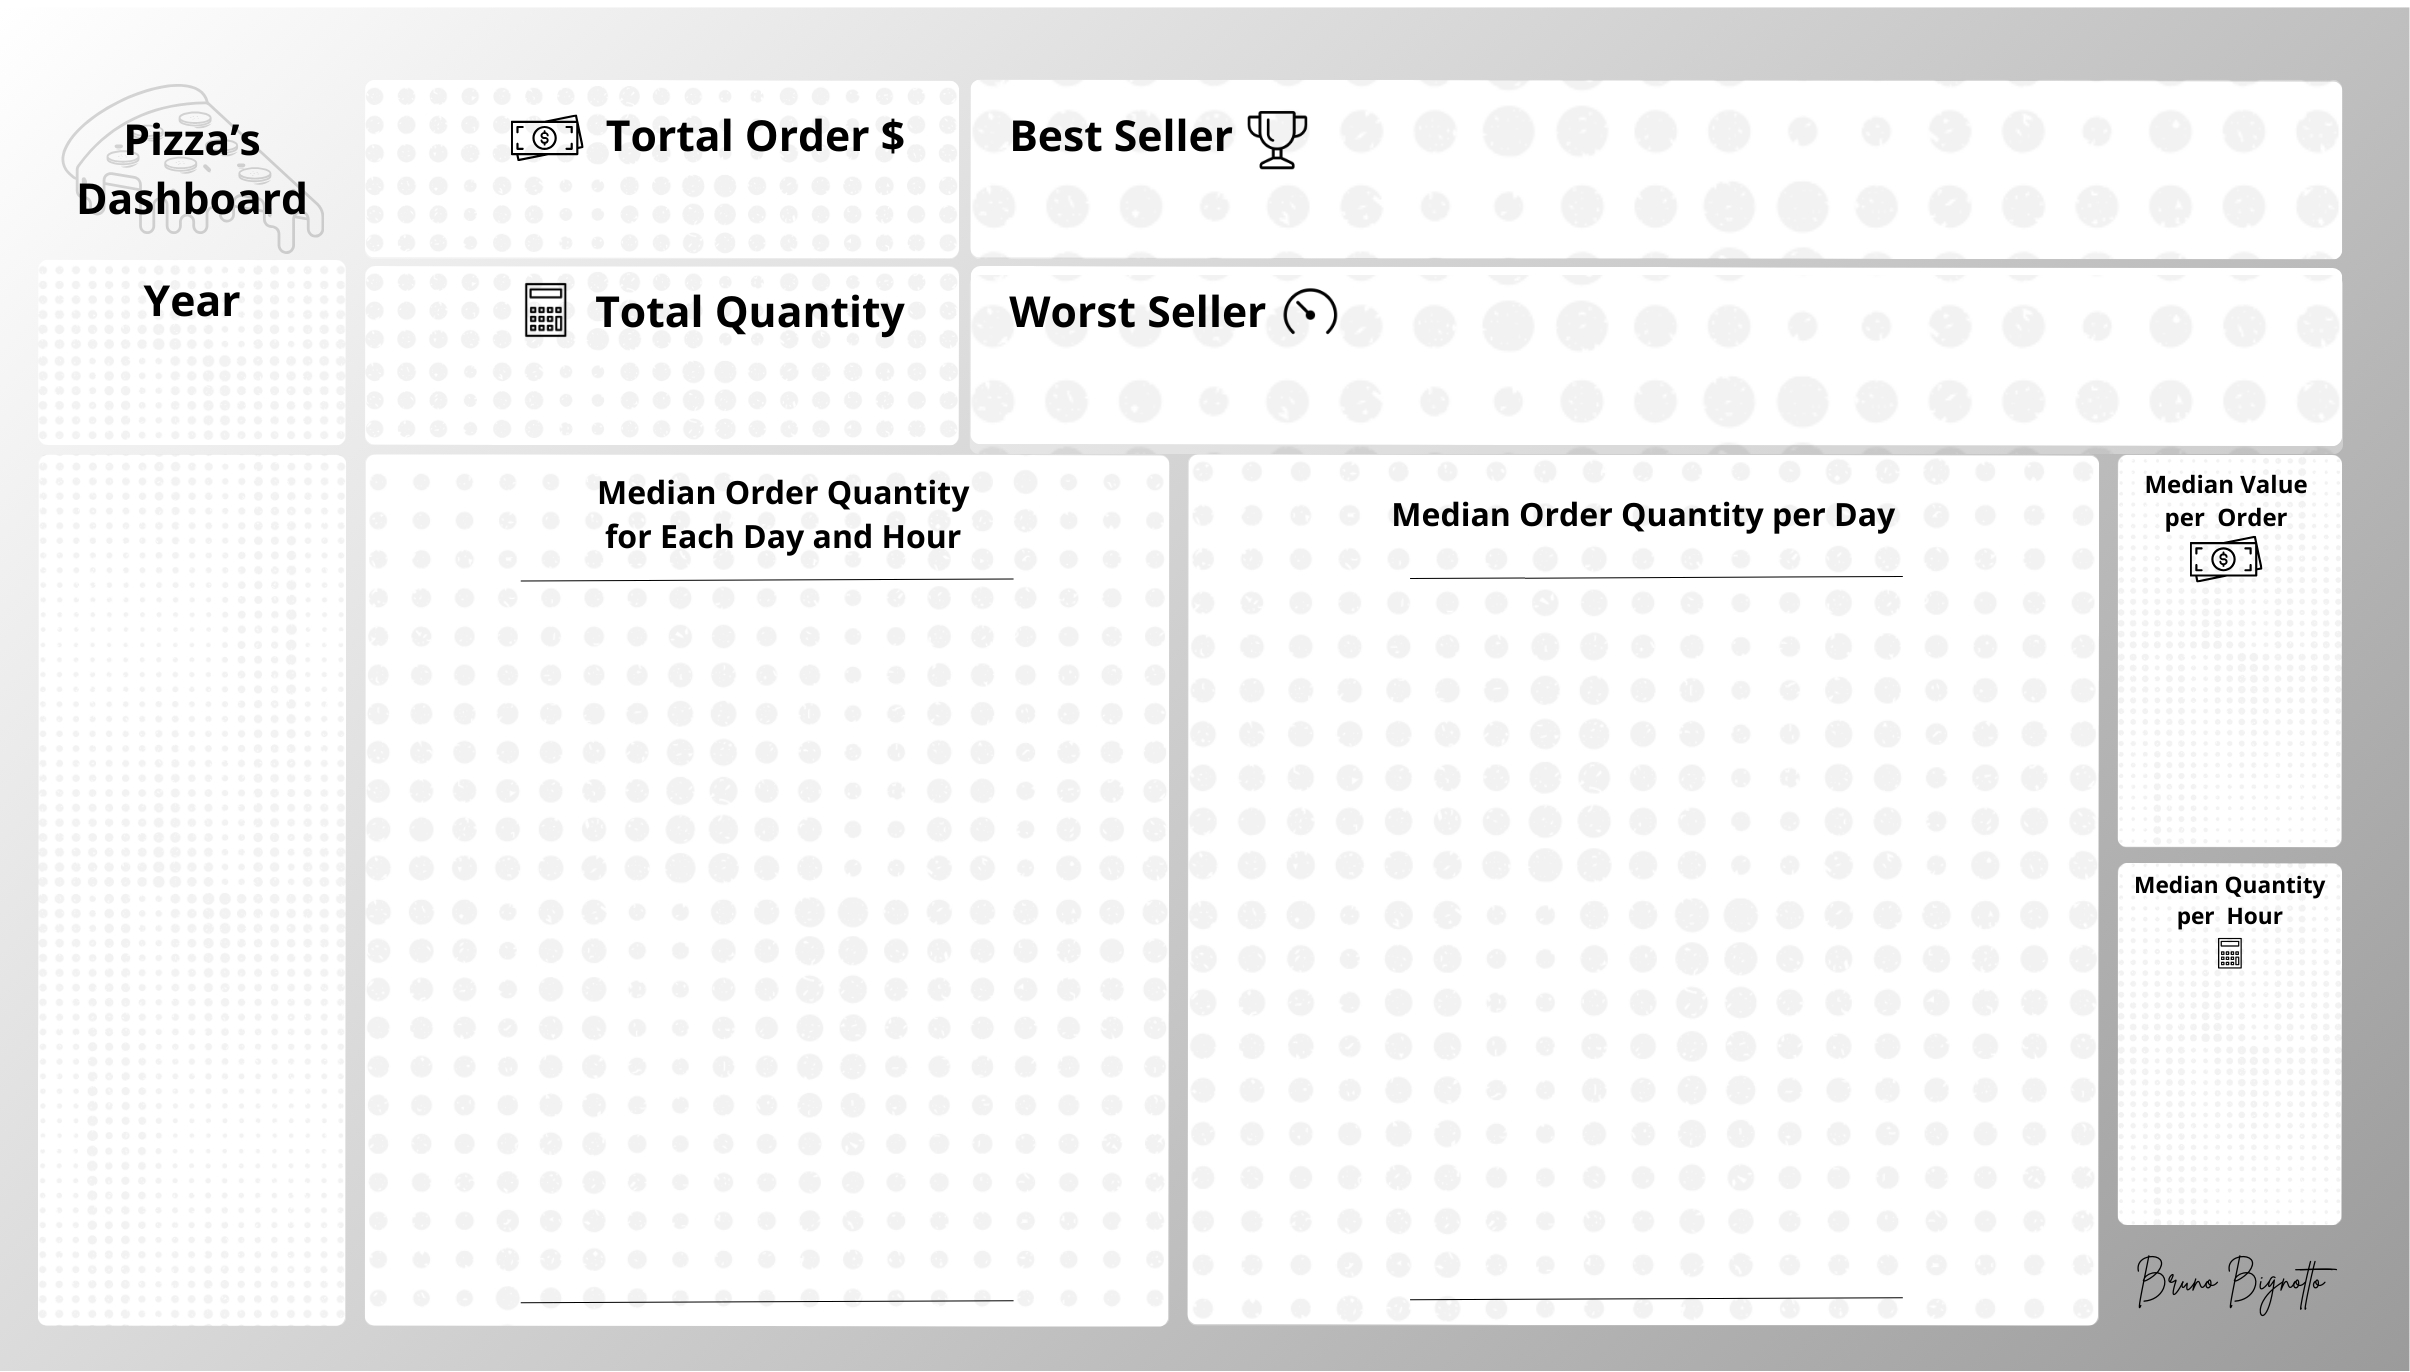 Pizza’s
Dashboard
Tortal Order $
Best Seller
Year
Total Quantity
Worst Seller
Median Order Quantity
for Each Day and Hour
Median Order Quantity per Day
Median Value
per Order
Median Quantity
per Hour
Bruno Bignotto